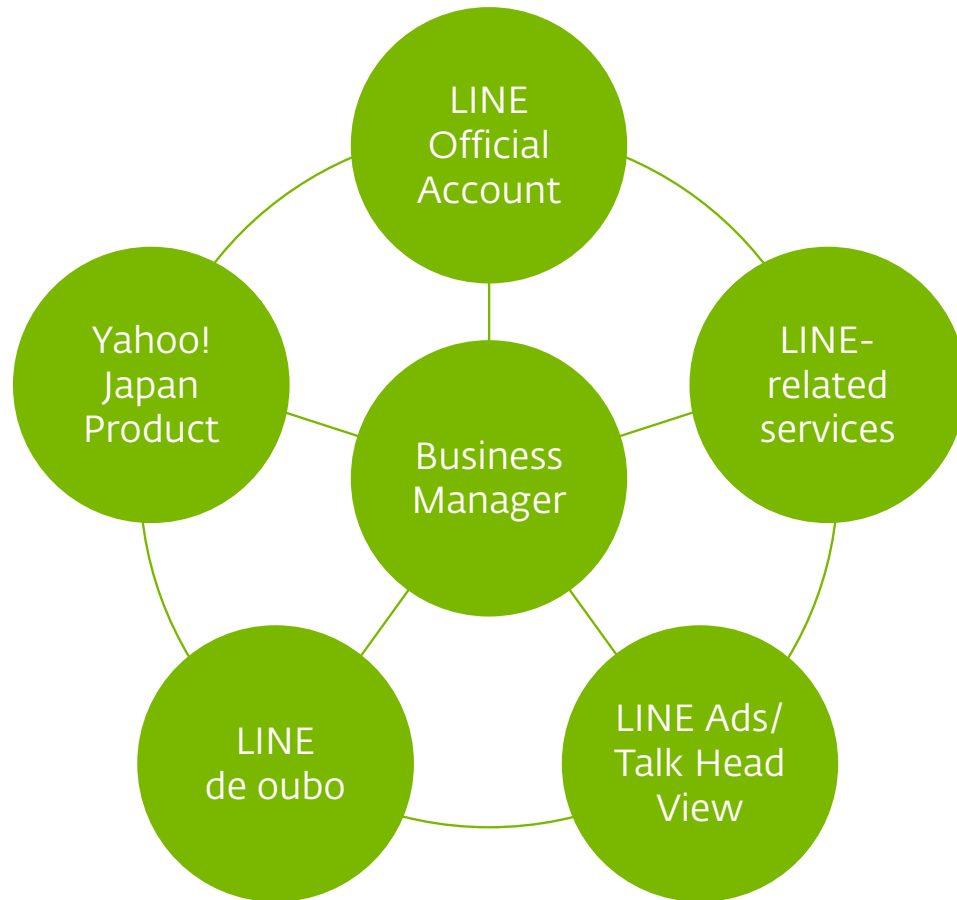 LINE
Official
Account
Yahoo!
Japan
Product
LINE-
related
services
Business
Manager
LINE
de oubo
LINE Ads/
Talk Head
View